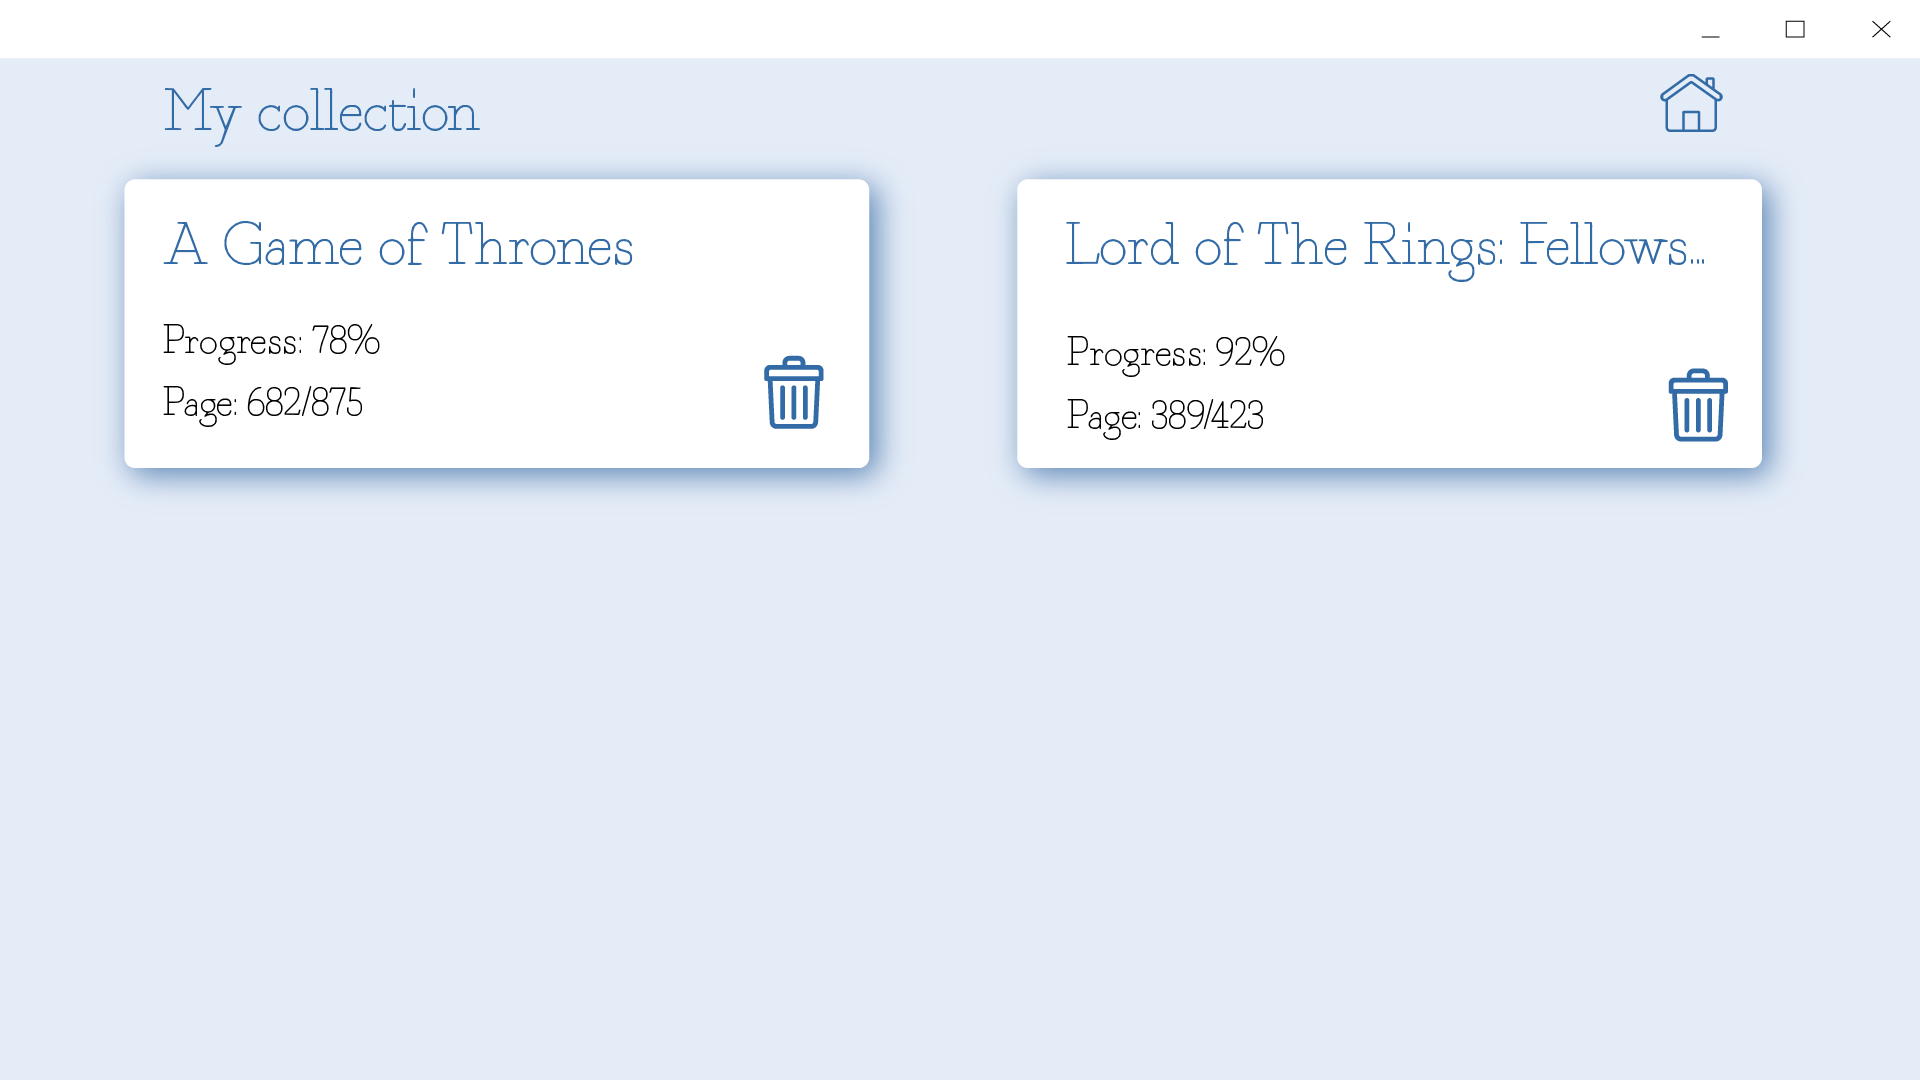 My collection
A Game of Thrones
Progress: 78%
Page: 682/875
Lord of The Rings: Fellows...
Progress: 92%
Page: 389/423